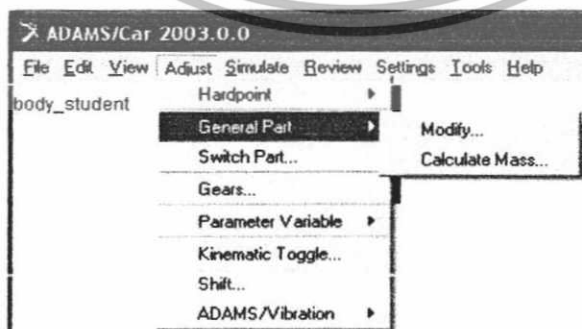 ADAMS/Car 2003.0.0
File Edit View Adjust Simulate Review Settings Tools Help
body_student
Hardpoint
General Part
Modify...
Switch Part...
Calculate Mass...
Gears...
Parameter Variable
Kinematic Toggle...
Shift...
ADAMS/Vibration